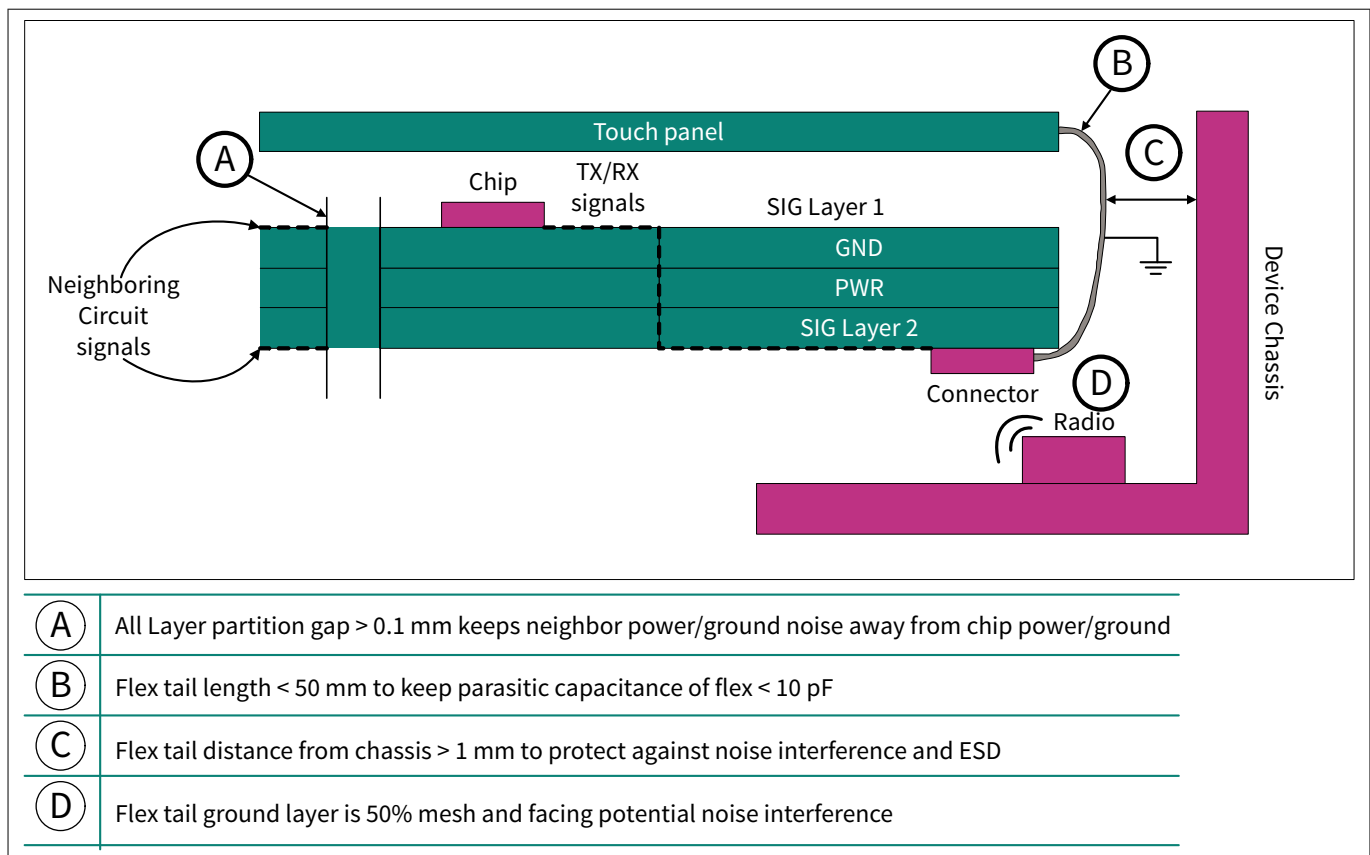 B
Touch panel
A
C
Chip
TX/RX
signals
SIG Layer 1
GND
Neighboring
Circuit
signals
PWR
SIG Layer 2
Device Chassis
Connector
D
Radio
A All Layer partition gap > 0.1 mm keeps neighbor power/ground noise away from chip power/ground
B Flex tail length < 50 mm to keep parasitic capacitance of flex < 10 pF
C Flex tail distance from chassis > 1 mm to protect against noise interference and ESD
D Flex tail ground layer is 50% mesh and facing potential noise interference